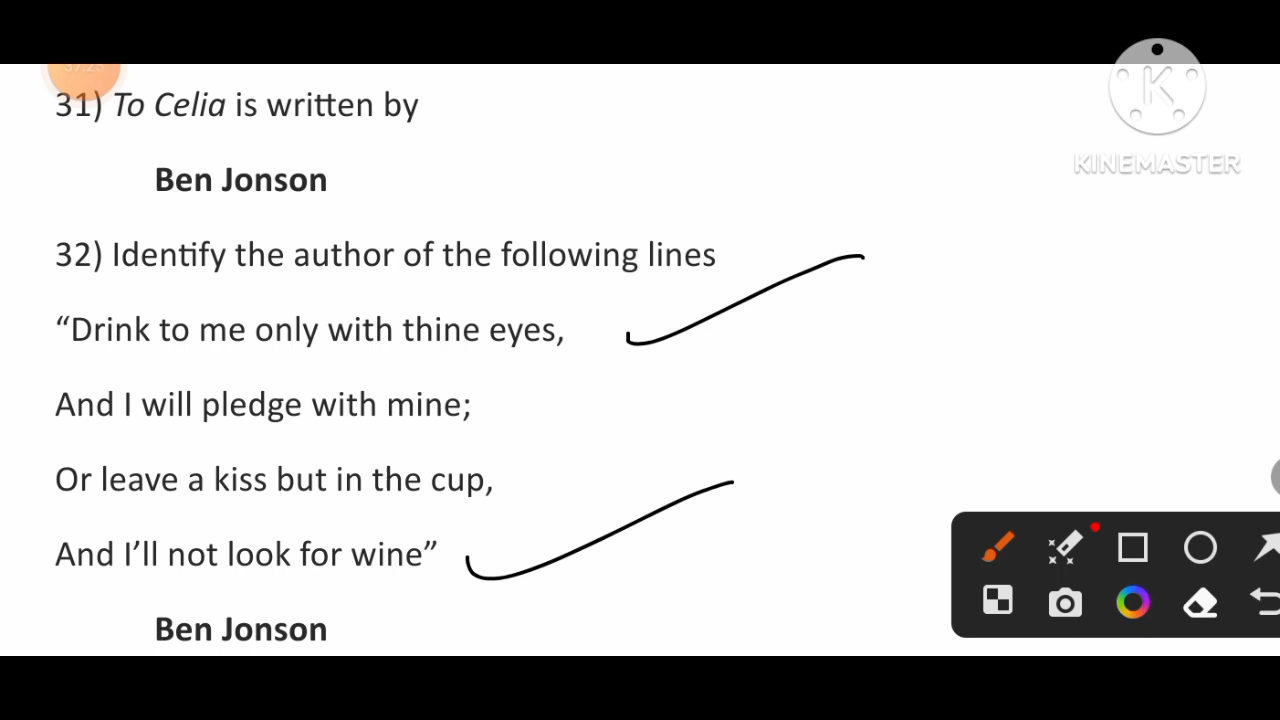 37:25
KINEMASTER
31) To Celia is written by
Ben Jonson
32) Identify the author of the following lines
“Drink to me only with thine eyes,
And I will pledge with mine;
Or leave a kiss but in the cup,
And I’ll not look for wine”
Ben Jonson